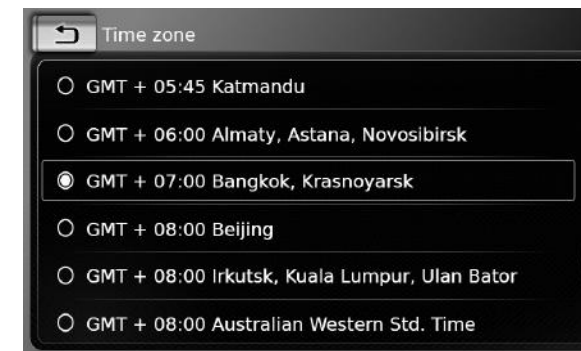 Time zone
GMT + 05:45 Katmandu
GMT + 06:00 Almaty, Astana, Novosibirsk
GMT + 07:00 Bangkok, Krasnoyarsk
GMT + 08:00 Beijing
GMT + 08:00 Irkutsk, Kuala Lumpur, Ulan Bator
GMT + 08:00 Australian Western Std. Time